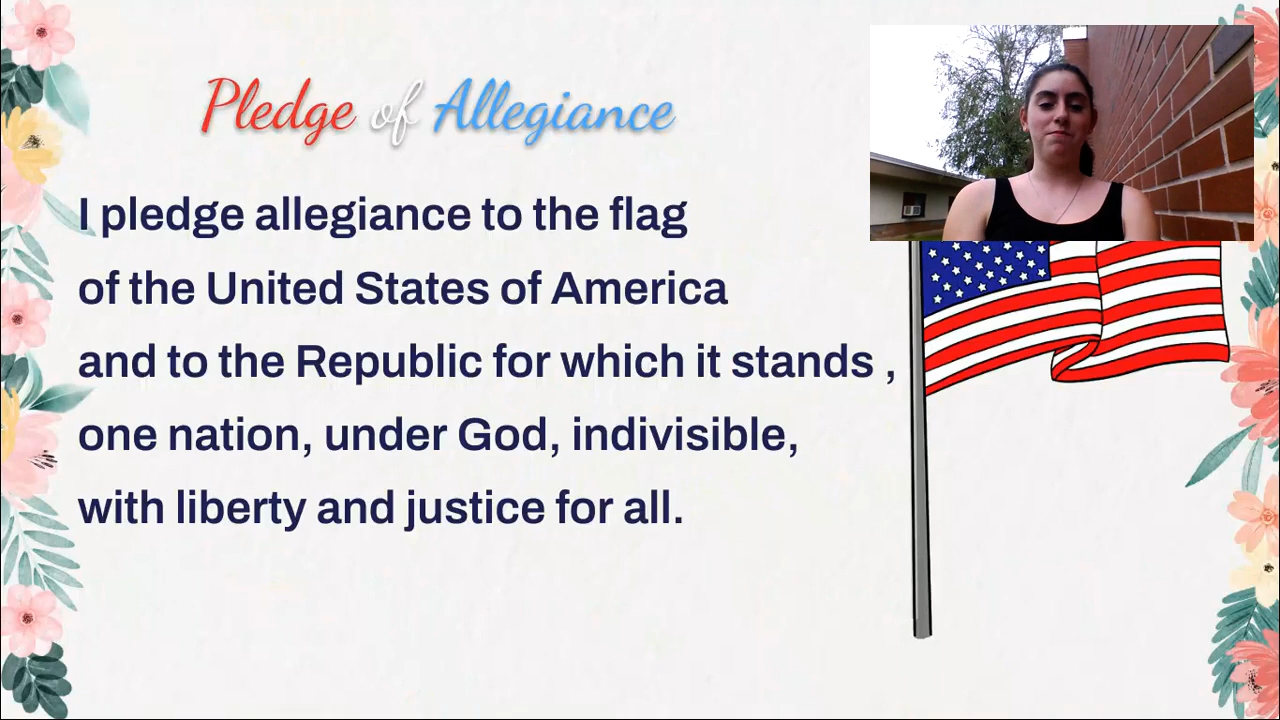 Pledge of Allegiance
I pledge allegiance to the flag
of the United States of America
and to the Republic for which it stands ,
one nation, under God, indivisible,
with liberty and justice for all.